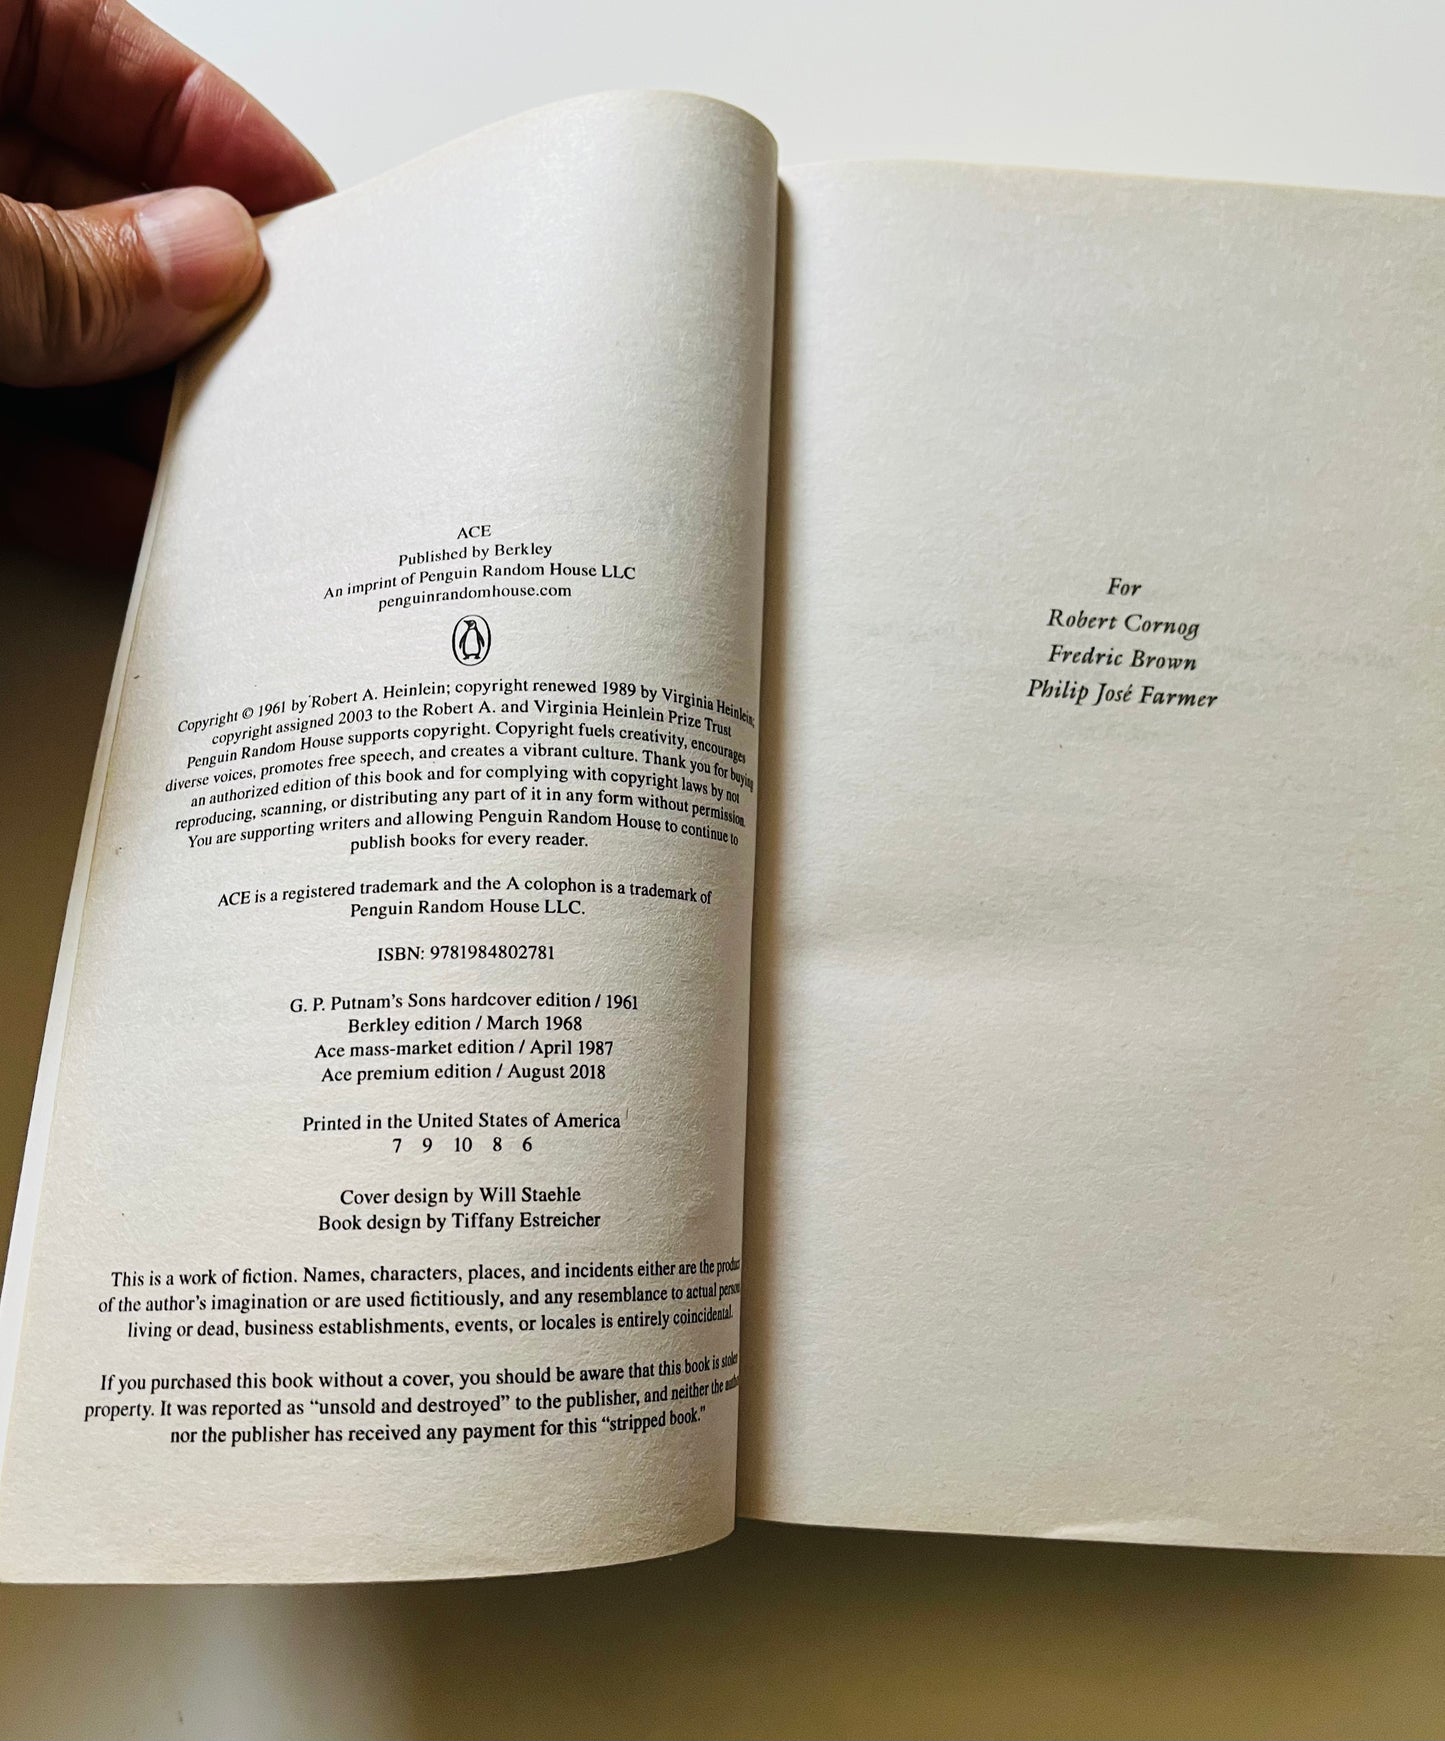 ACE
Published by Berkley
An imprint of Penguin Random House LLC
penguinrandomhouse.com
Copyright © 1961 by Robert A. Heinlein; copyright renewed 1989 by Virginia Heinlein;
copyright assigned 2003 to the Robert A. and Virginia Heinlein Prize Trust
Penguin Random House supports copyright. Copyright fuels creativity, encourages
diverse voices, promotes free speech, and creates a vibrant culture. Thank you for buying
an authorized edition of this book and for complying with copyright laws by not
reproducing, scanning, or distributing any part of it in any form without permission.
You are supporting writers and allowing Penguin Random House to continue to
publish books for every reader.
ACE is a registered trademark and the A colophon is a trademark of
Penguin Random House LLC.
ISBN: 9781984802781
G. P. Putnam's Sons hardcover edition / 1961
Berkley edition / March 1968
Ace mass-market edition / April 1987
Ace premium edition / August 2018
Printed in the United States of America
7 9 10 8 6
Cover design by Will Staehle
Book design by Tiffany Estreicher
This is a work of fiction. Names, characters, places, and incidents either are the
of the author's imagination or are used fictitiously, and any resemblance to actual
living or dead, business establishments, events, or locales is entirely coincidental.
If you purchased this book without a cover, you should be aware that this book is
property. It was reported as "unsold and destroyed" to the publisher, and neither the
nor the publisher has received any payment for this "stripped book."
For
Robert Cornog
Fredric Brown
Philip José Farmer